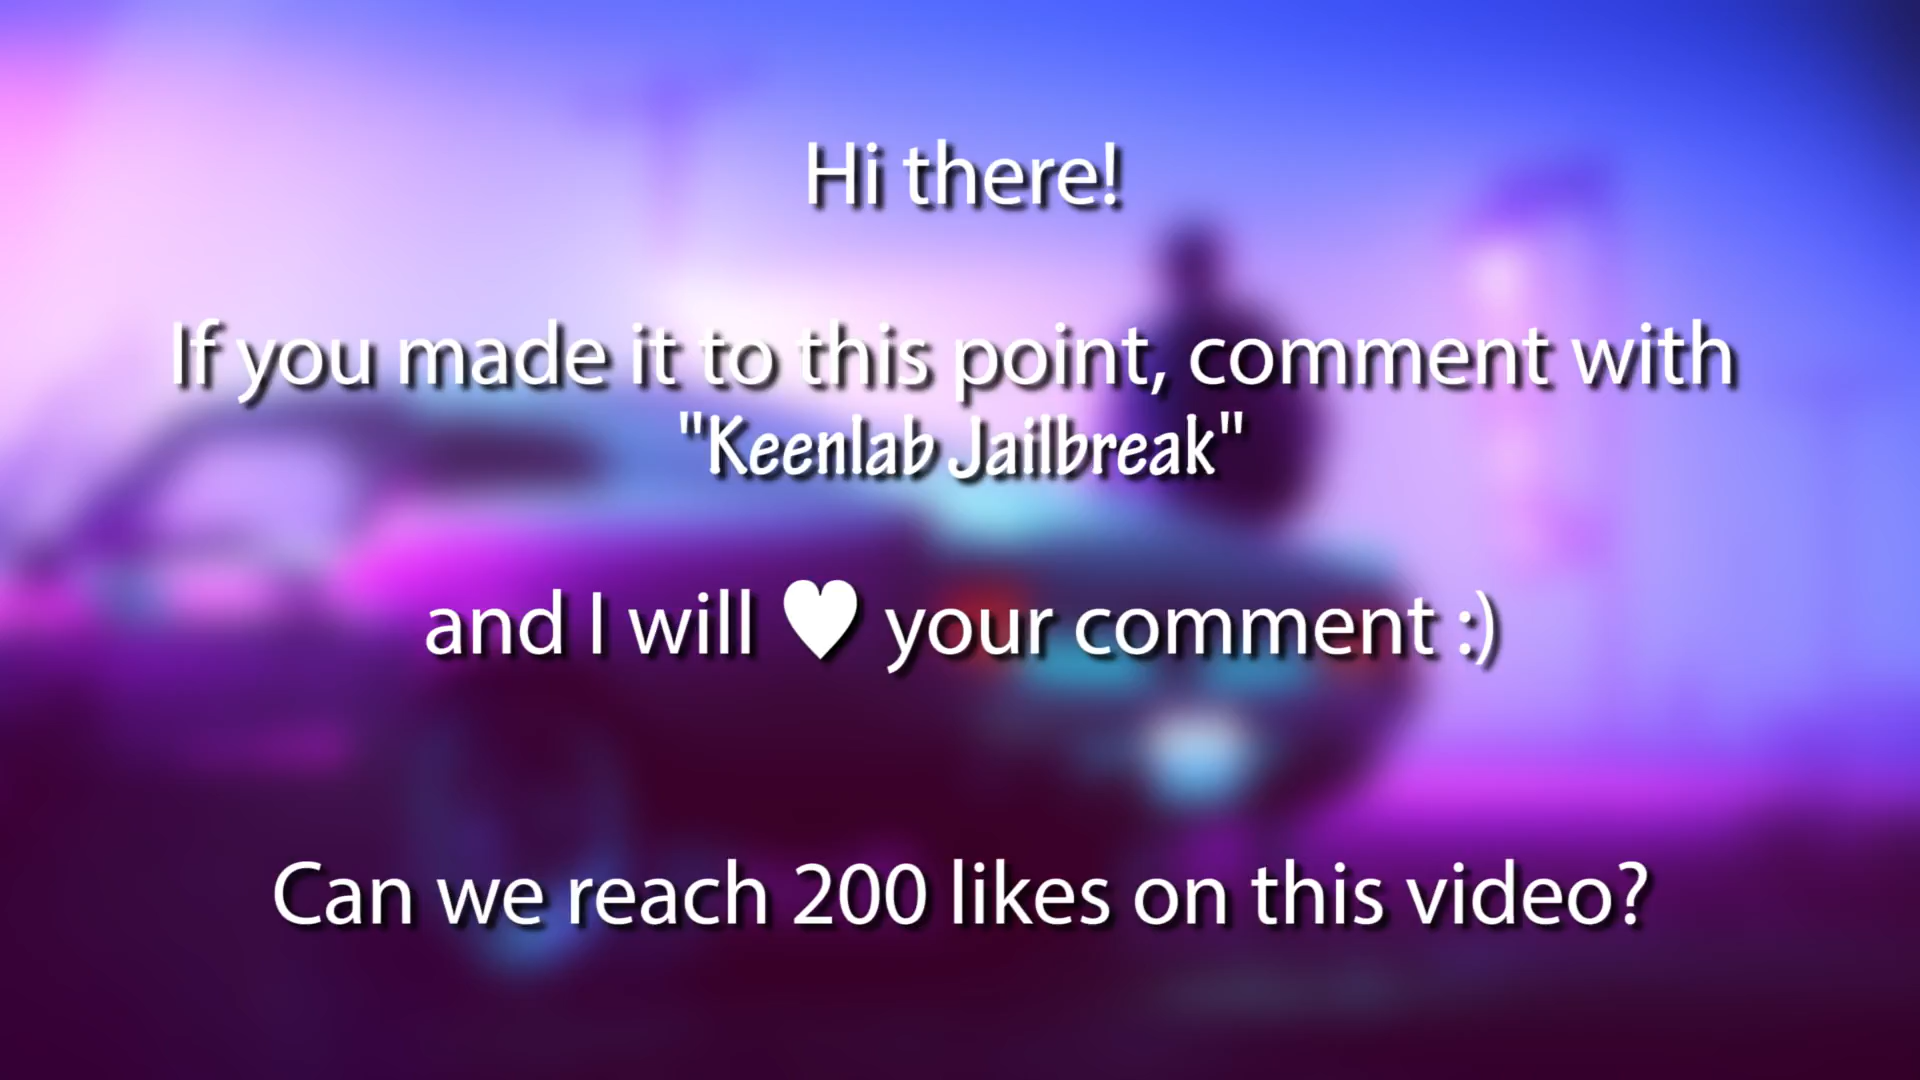 Hi there!
If you made it to this point, comment with
"Keenlab Jailbreak"
and I will ♥ your comment :)
Can we reach 200 likes on this video?